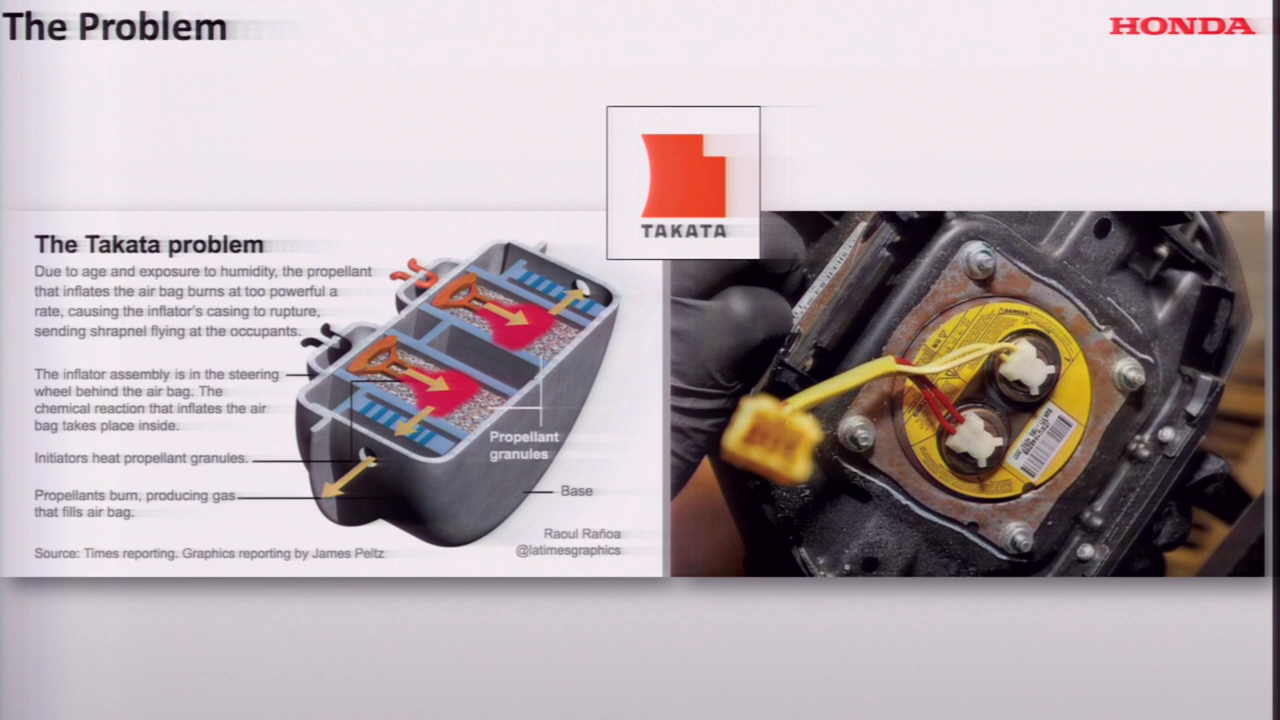 The Problem
HONDA
TAKATA
The Takata problem
Due to age and exposure to humidity, the propellant
that inflates the air bag burns at too powerful a
rate, causing the inflator's casing to rupture,
sending shrapnel flying at the occupants.
The inflator assembly is in the steering
wheel behind the air bag. The
chemical reaction that inflates the air
bag takes place inside.
Initiators heat propellant granules.
Propellants burn, producing gas
that fills air bag.
Propellant
granules
Base
Raoul Rañoa
@latimesgraphics
Source: Times reporting. Graphics reporting by James Peltz
DANGER